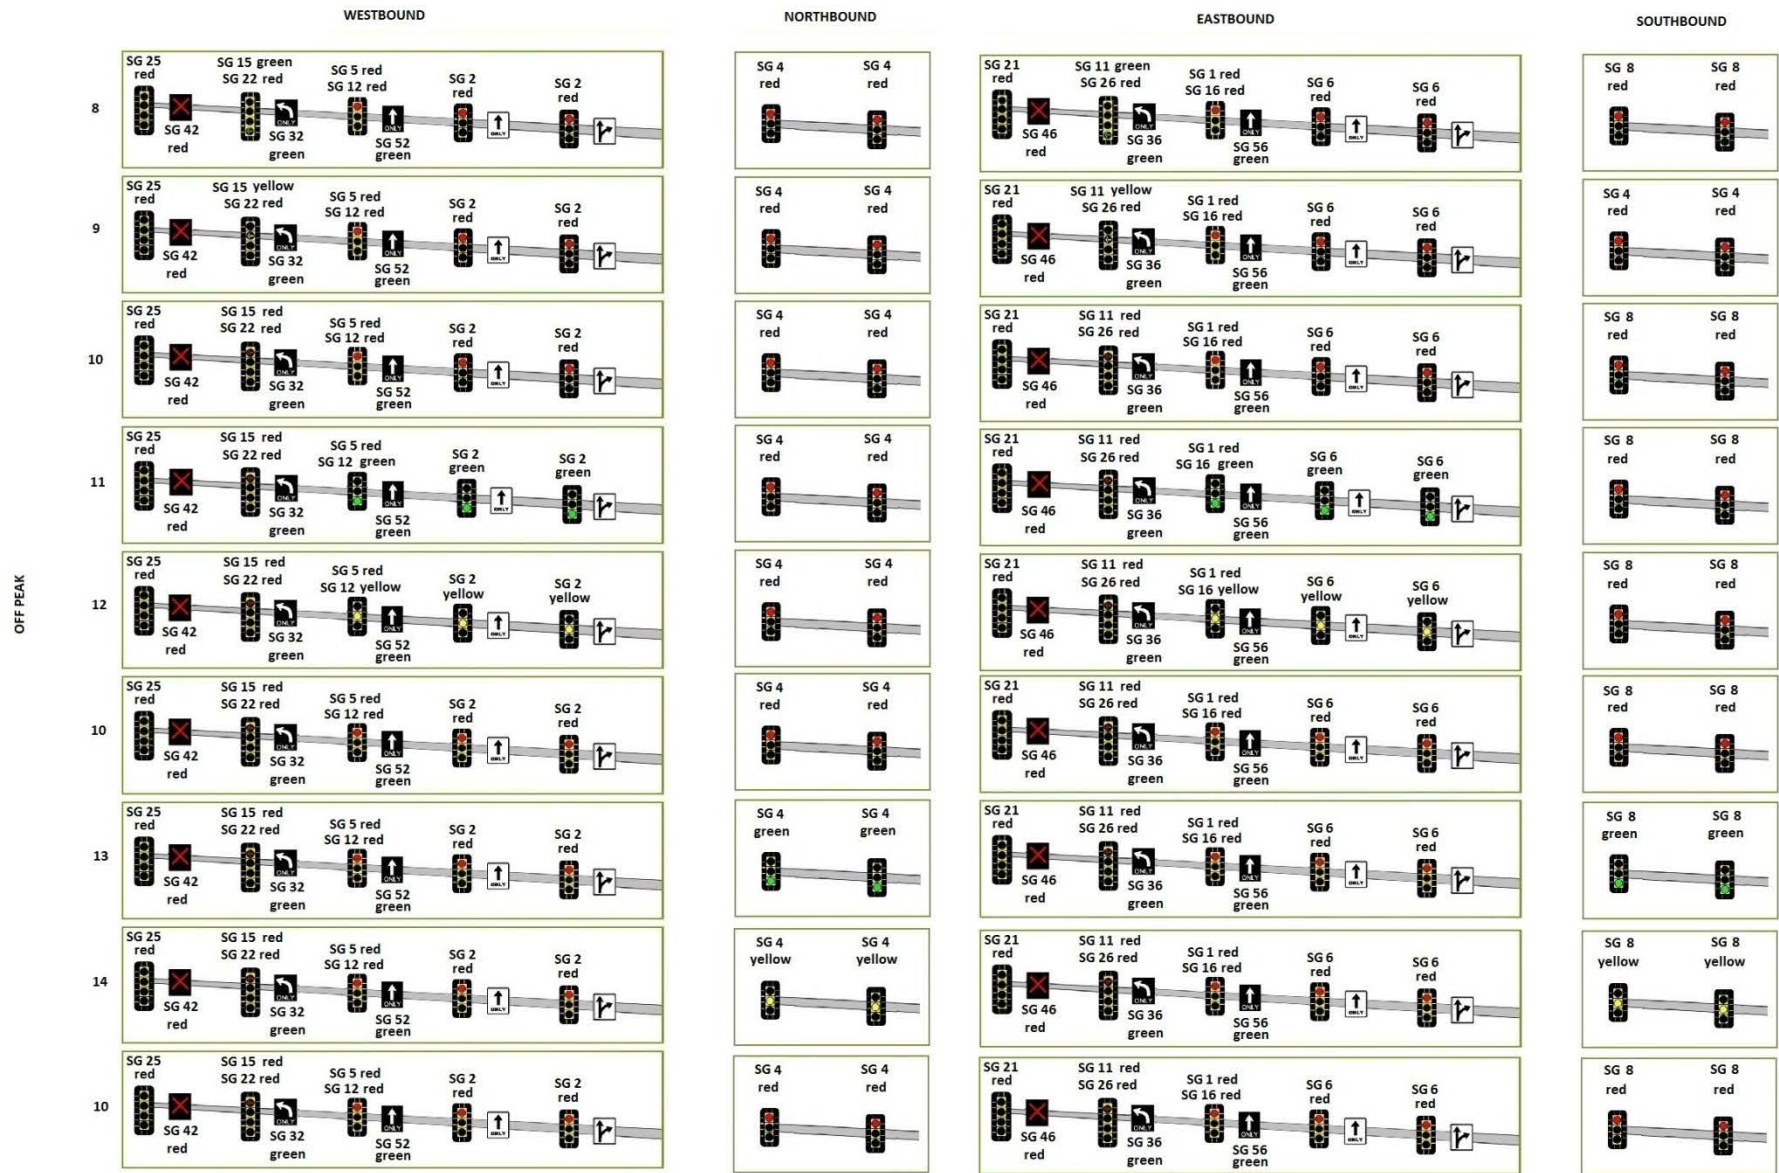 WESTBOUND
NORTHBOUND
EASTBOUND
SOUTHBOUND
OFF PEAK
8
SG 25 red
SG 15 green
SG 22 red
SG 5 red
SG 12 red
SG 2 red
SG 2 red
SG 42 red
SG 32 green
ONLY
SG 52 green
ONLY
SG 4 red
SG 4 red
SG 21 red
SG 11 green
SG 26 red
SG 1 red
SG 16 red
SG 6 red
SG 6 red
SG 46 red
SG 36 green
ONLY
SG 56 green
ONLY
SG 8 red
SG 8 red
9
SG 25 red
SG 15 yellow
SG 22 red
SG 5 red
SG 12 red
SG 2 red
SG 2 red
SG 42 red
ONLY
SG 32 green
ONLY
SG 52 green
SG 4 red
SG 4 red
SG 21 red
SG 11 yellow
SG 26 red
SG 1 red
SG 16 red
SG 6 red
SG 6 red
SG 46 red
ONLY
SG 36 green
SG 56 green
ONLY
SG 4 red
SG 4 red
10
SG 25 red
SG 15 red
SG 22 red
SG 5 red
SG 12 red
SG 2 red
SG 2 red
SG 42 red
SG 32 green
ONLY
SG 52 green
ONLY
SG 4 red
SG 4 red
SG 21 red
SG 11 red
SG 26 red
SG 1 red
SG 16 red
SG 6 red
SG 6 red
SG 46 red
SG 36 green
SG 56 green
ONLY
SG 8 red
SG 8 red
11
SG 25 red
SG 15 red
SG 22 red
SG 5 red
SG 12 green
SG 2 green
SG 2 green
SG 42 red
SG 32 green
ONLY
SG 52 green
ONLY
SG 4 red
SG 4 red
SG 21 red
SG 11 red
SG 26 red
SG 1 red
SG 16 green
SG 6 green
SG 6 green
SG 46 red
SG 36 green
SG 56 green
ONLY
SG 8 red
SG 8 red
12
SG 25 red
SG 15 red
SG 22 red
SG 5 red
SG 12 yellow
SG 2 yellow
SG 2 yellow
SG 42 red
SG 32 green
ONLY
SG 52 green
ONLY
SG 4 red
SG 4 red
SG 21 red
SG 11 red
SG 26 red
SG 1 red
SG 16 yellow
SG 6 yellow
SG 6 yellow
SG 46 red
SG 36 green
SG 56 green
ONLY
SG 8 red
SG 8 red
10
SG 25 red
SG 15 red
SG 22 red
SG 5 red
SG 12 red
SG 2 red
SG 2 red
SG 42 red
SG 32 green
ONLY
SG 52 green
ONLY
SG 4 red
SG 4 red
SG 21 red
SG 11 red
SG 26 red
SG 1 red
SG 16 red
SG 6 red
SG 6 red
SG 46 red
SG 36 green
SG 56 green
ONLY
SG 8 red
SG 8 red
13
SG 25 red
SG 15 red
SG 22 red
SG 5 red
SG 12 red
SG 2 red
SG 2 red
SG 42 red
SG 32 green
ONLY
SG 52 green
ONLY
SG 4 green
SG 4 green
SG 21 red
SG 11 red
SG 26 red
SG 1 red
SG 16 red
SG 6 red
SG 6 red
SG 46 red
SG 36 green
SG 56 green
ONLY
SG 8 green
SG 8 green
14
SG 25 red
SG 15 red
SG 22 red
SG 5 red
SG 12 red
SG 2 red
SG 2 red
SG 42 red
SG 32 green
ONLY
SG 52 green
ONLY
SG 4 yellow
SG 4 yellow
SG 21 red
SG 11 red
SG 26 red
SG 1 red
SG 16 red
SG 6 red
SG 6 red
SG 46 red
SG 36 green
SG 56 green
ONLY
SG 8 yellow
SG 8 yellow
10
SG 25 red
SG 15 red
SG 22 red
SG 5 red
SG 12 red
SG 2 red
SG 2 red
SG 42 red
SG 32 green
ONLY
SG 52 green
ONLY
SG 4 red
SG 4 red
SG 21 red
SG 11 red
SG 26 red
SG 1 red
SG 16 red
SG 6 red
SG 6 red
SG 46 red
SG 36 green
SG 56 green
ONLY
SG 8 red
SG 8 red